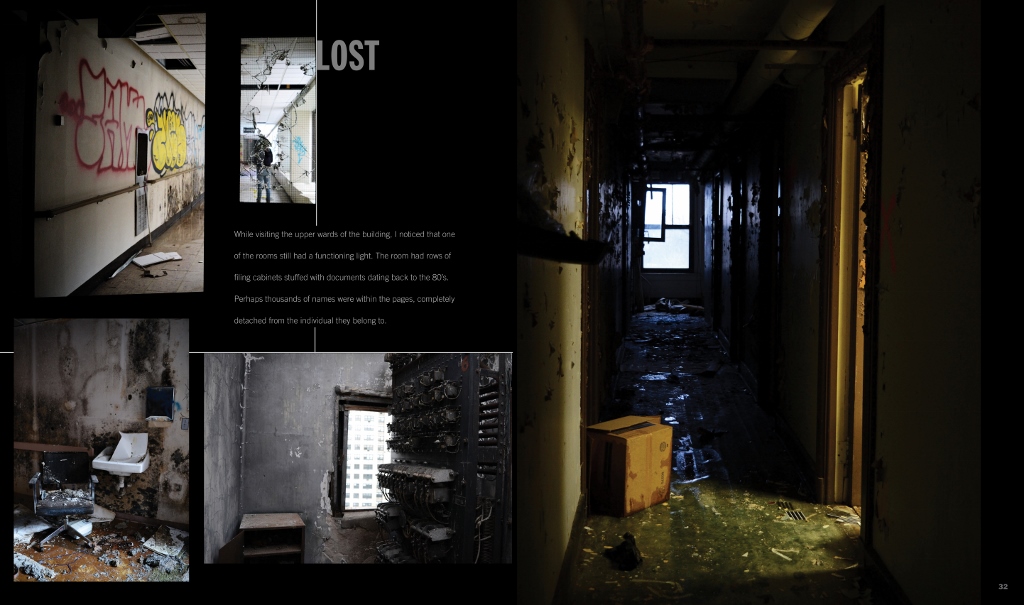 LOST
While visiting the upper wards of the building, I noticed that one
of the rooms still had a functioning light. The room had rows of
filing cabinets stuffed with documents dating back to the 80's.
Perhaps thousands of names were within the pages, completely
detached from the individual they belong to.
32